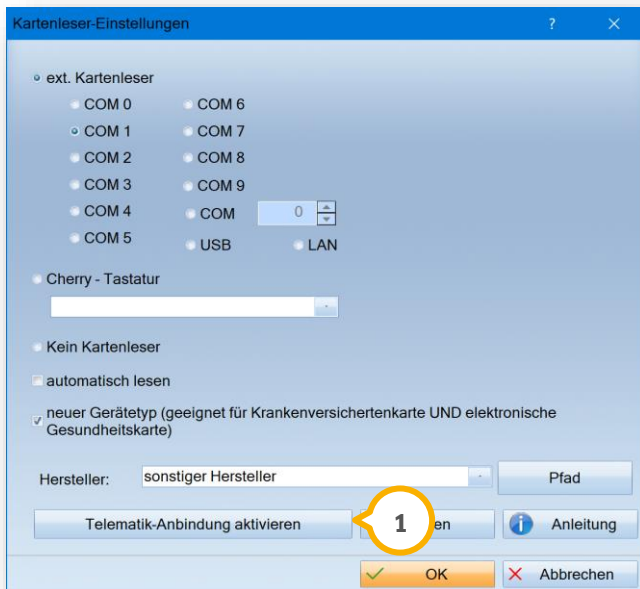 Kartenleser-Einstellungen ?
ext. Kartenleser
COM 0 COM 6
COM 1 COM 7
COM 2 COM 8
COM 3 COM 9
COM 4 COM 0
COM 5 USB LAN
Cherry - Tastatur
Kein Kartenleser
automatisch lesen
neuer Gerätetyp (geeignet für Krankenversichertenkarte UND elektronische
Gesundheitskarte)
Hersteller: sonstiger Hersteller Pfad
Telematik-Anbindung aktivieren 1 en Anleitung
OK Abbrechen